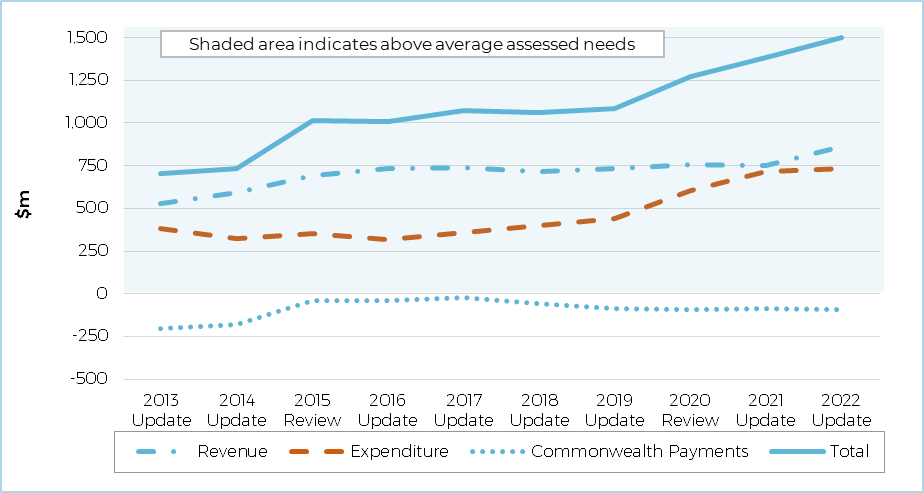 Shaded area indicates above average assessed needs
1,500
1,250
1,000
750
500
250
0
-250
-500
$m
2013 2014 2015 2016 2017 2018 2019 2020 2021 2022
Update Update Review Update Update Update Update Review Update Update
Revenue Expenditure Commonwealth Payments Total